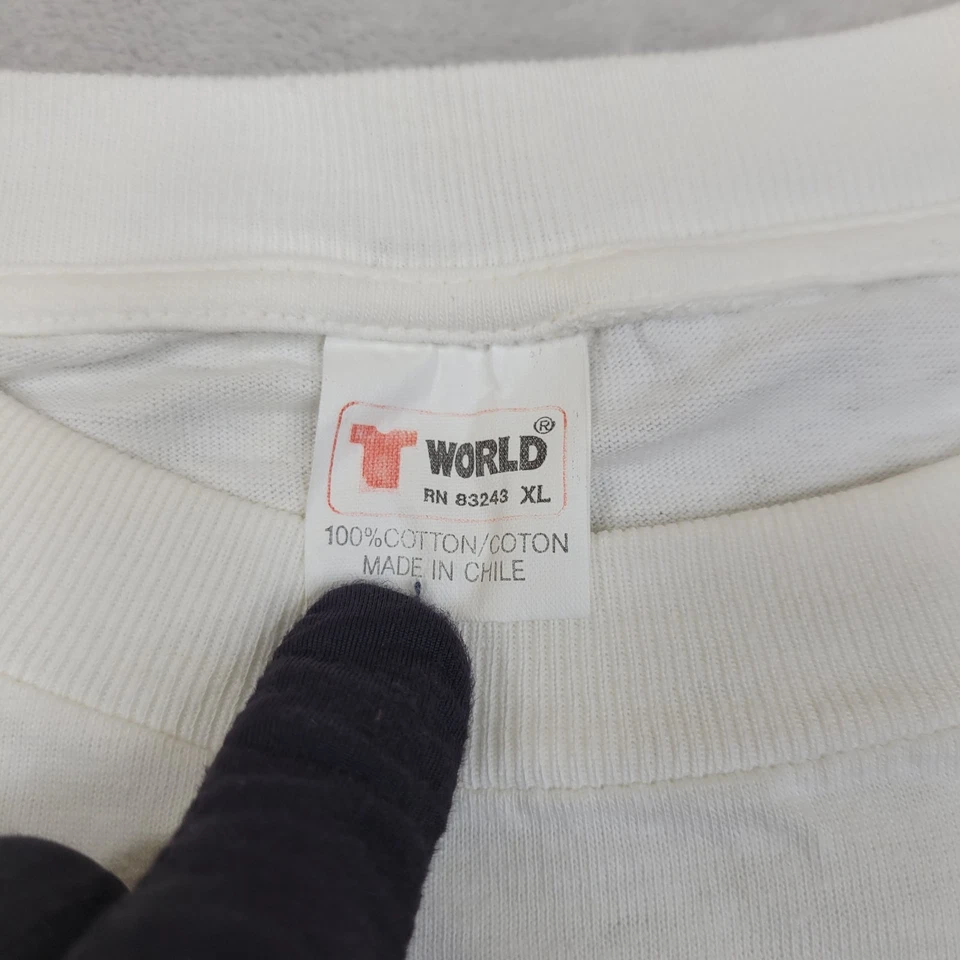 WORLD®
RN 83243 XL
100%COTTON/COTON
MADE IN CHILE